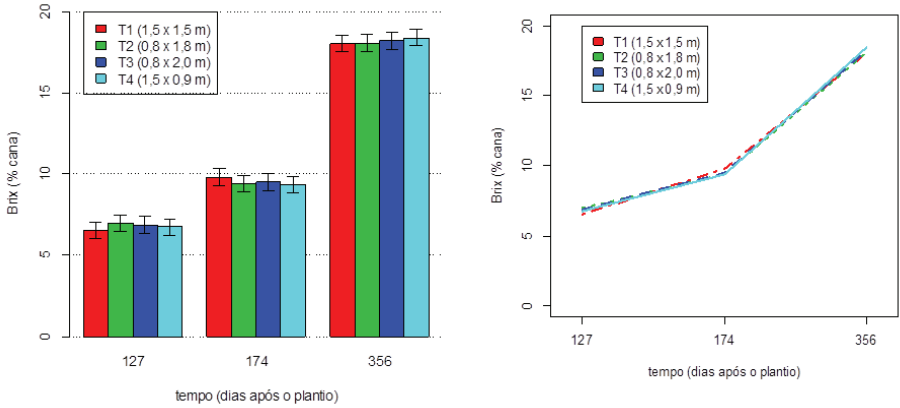 20
15
10
5
0
Brix (% cana)
T1 (1,5 x 1,5 m)
T2 (0,8 x 1,8 m)
T3 (0,8 x 2,0 m)
T4 (1,5 x 0,9 m)
127 174 356
tempo (dias após o plantio)
20
15
10
5
0
Brix (% cana)
T1 (1,5 x 1,5 m)
T2 (0,8 x 1,8 m)
T3 (0,8 x 2,0 m)
T4 (1,5 x 0,9 m)
127 174 356
tempo (dias após o plantio)